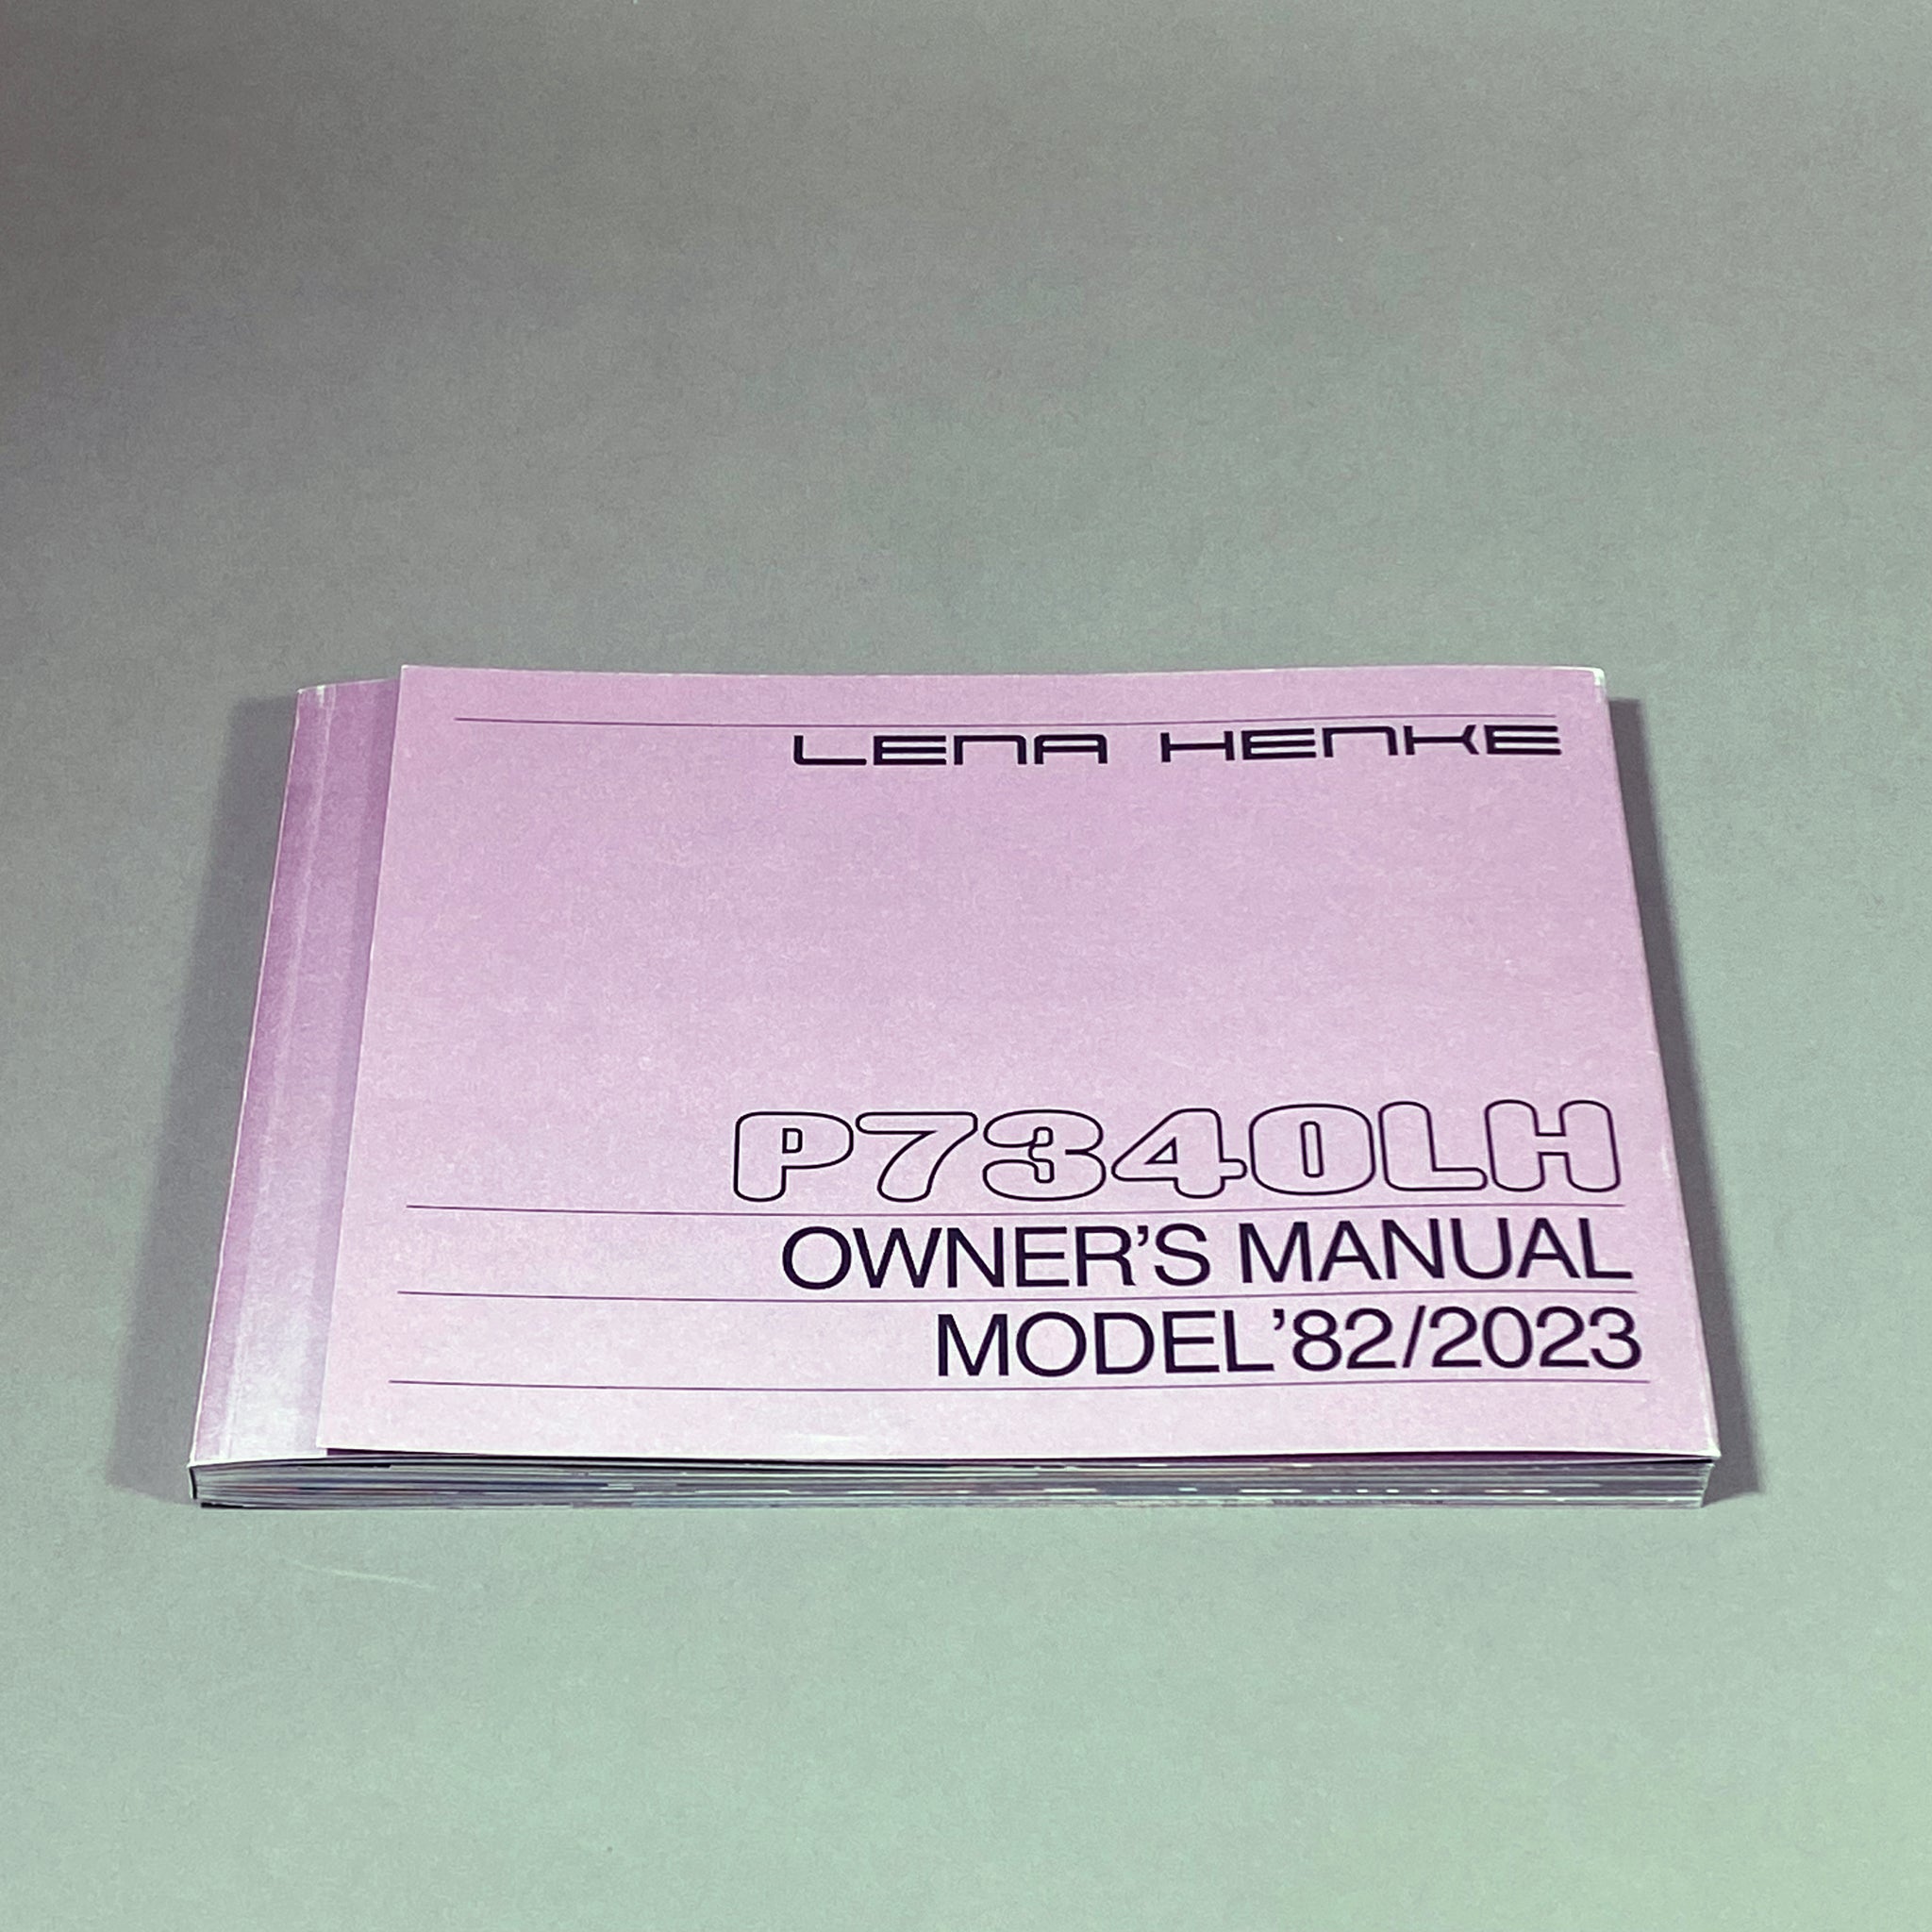 LENA HENKE
P7340LH
OWNER’S MANUAL
MODEL’82/2023